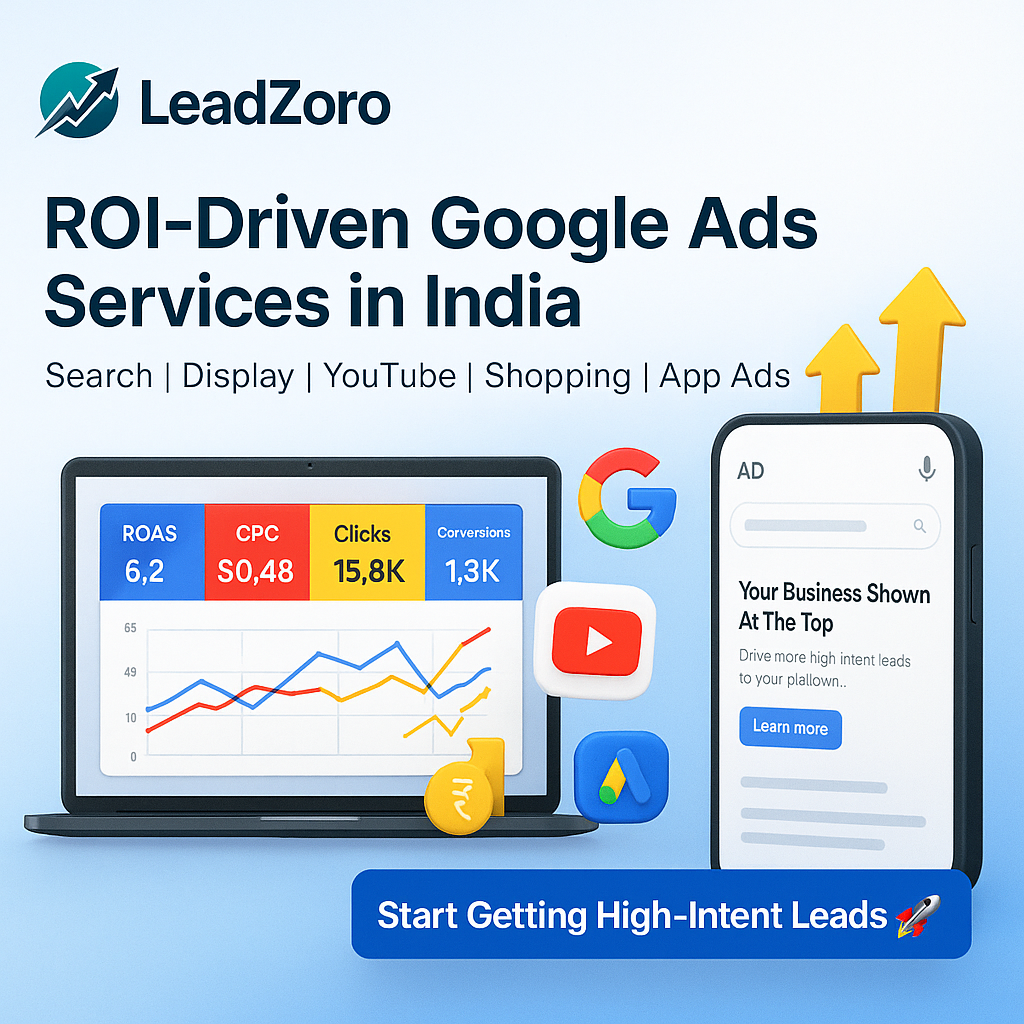 LeadZoro
ROI-Driven Google Ads
Services in India
Search | Display | YouTube | Shopping | App Ads
ROAS
6,2
CPC
S0,48
Clicks
15,8K
Conversions
1,3K
65
49
10
0
AD
Your Business Shown
At The Top
Drive more high intent leads
to your plallown..
Learn more
Start Getting High-Intent Leads 🚀